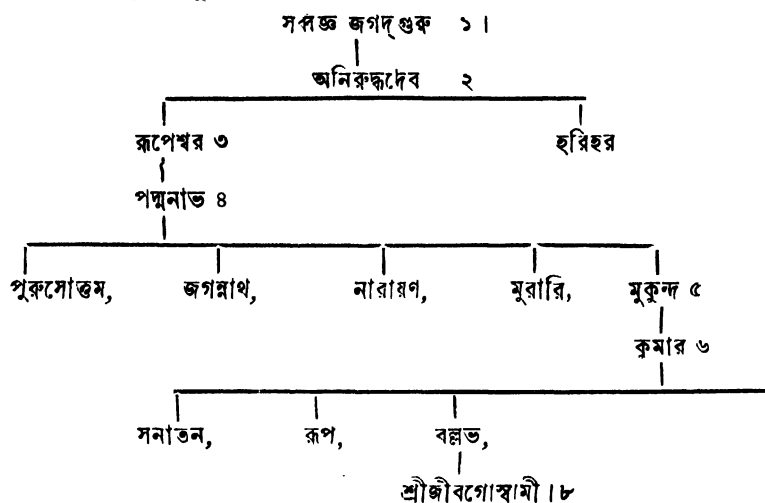 সর্ব্বজ্ঞ জগদ্‌গুরু ১ ।
অনিরুদ্ধদেব ২
রূপেশ্বর ৩ হরিহর
পদ্মনাভ ৪
পুরুসোত্তম, জগন্নাথ, নারায়ণ, মুরারি, মুকুন্দ ৫
কুমার ৬
সনাতন, রূপ, বল্লভ,
শ্রীজীবগোস্বামী । ৮